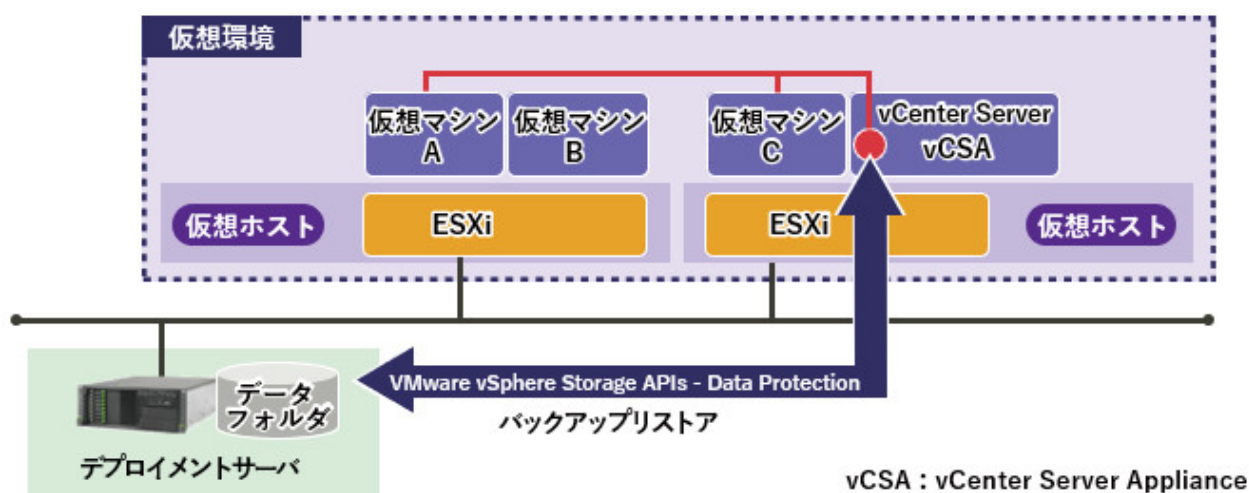 仮想環境
仮想マシン
A
仮想マシン
B
仮想マシン
C
vCenter Server
vCSA
仮想ホスト
ESXi
ESXi
仮想ホスト
データ
フォルダ
VMware vSphere Storage APIs - Data Protection
バックアップリストア
デプロイメントサーバ
vCSA : vCenter Server Appliance